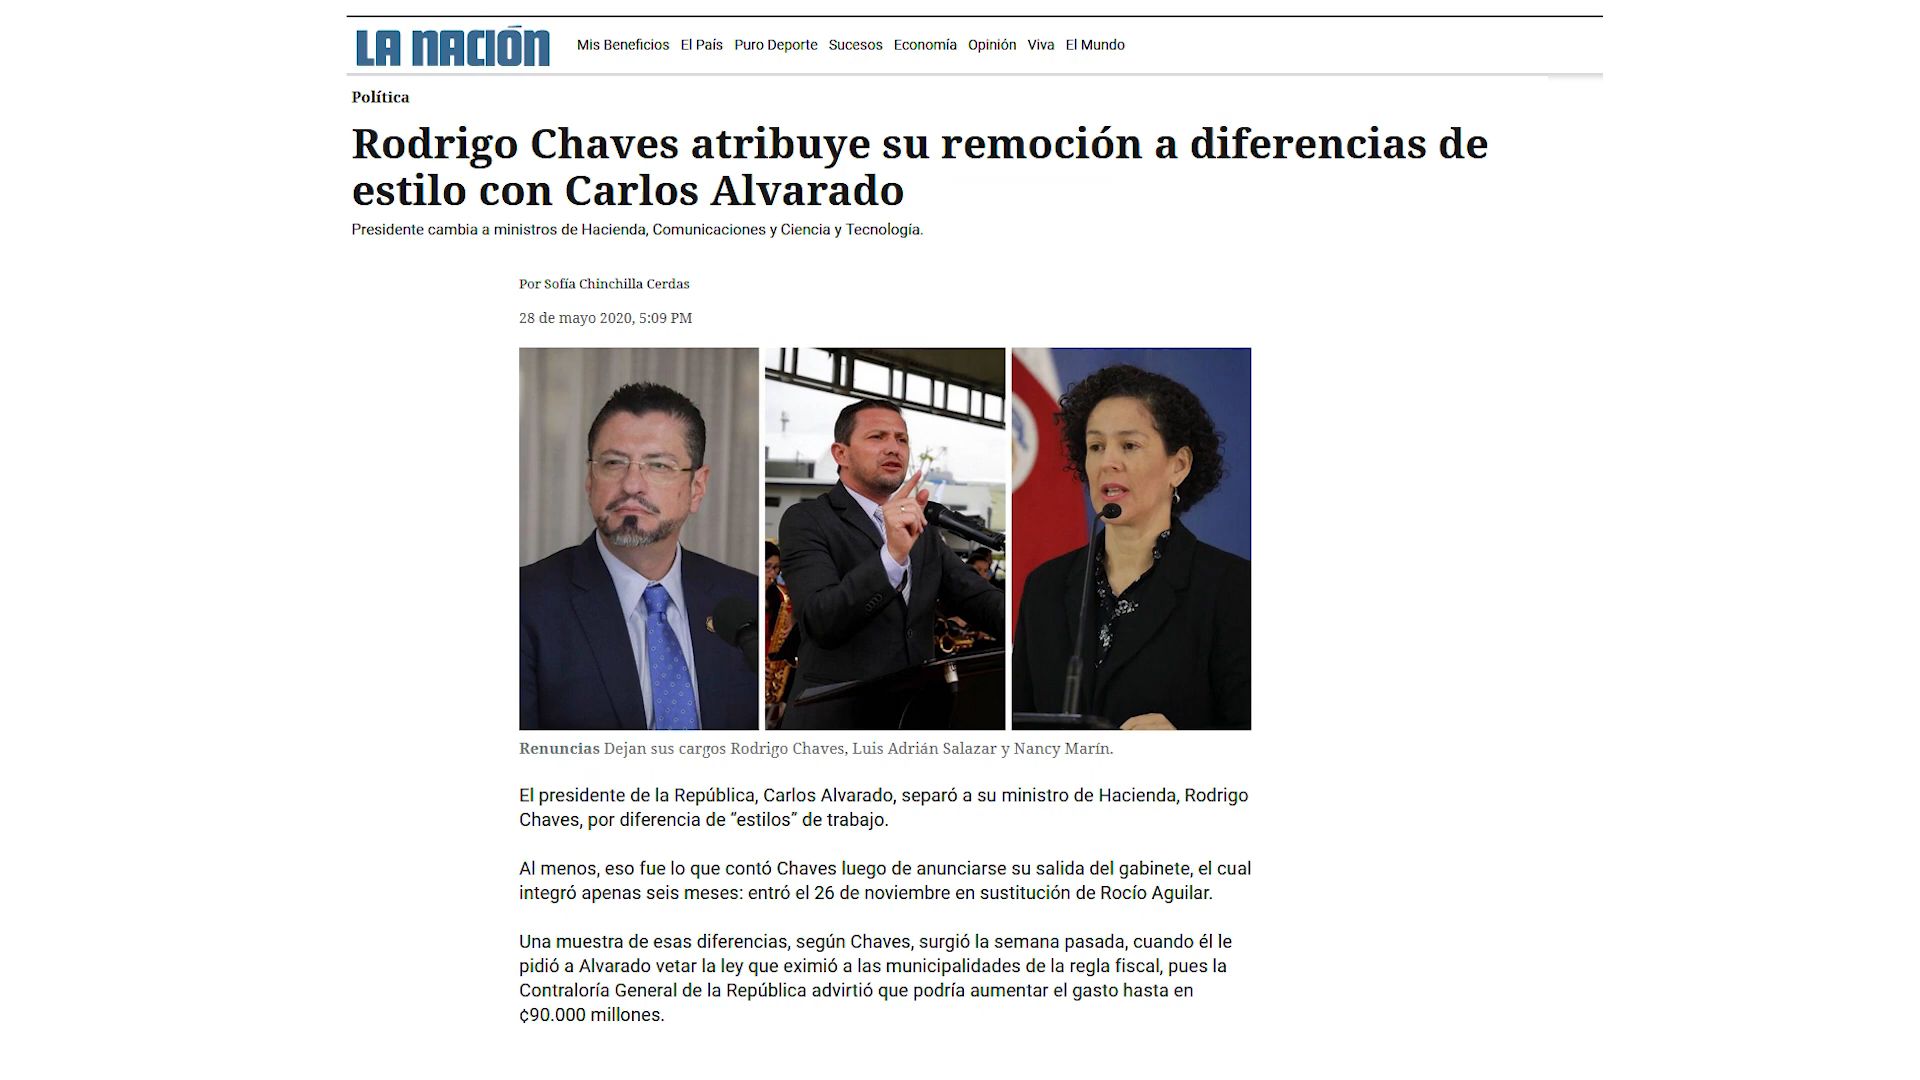 LA NACIÓN
Mis Beneficios El País Puro Deporte Sucesos Economía Opinión Viva El Mundo
Política
Rodrigo Chaves atribuye su remoción a diferencias de
estilo con Carlos Alvarado
Presidente cambia a ministros de Hacienda, Comunicaciones y Ciencia y Tecnología.
Por Sofía Chinchilla Cerdas
28 de mayo 2020, 5:09 PM
Renuncias Dejan sus cargos Rodrigo Chaves, Luis Adrián Salazar y Nancy Marín.
El presidente de la República, Carlos Alvarado, separó a su ministro de Hacienda, Rodrigo
Chaves, por diferencia de “estilos” de trabajo.
Al menos, eso fue lo que contó Chaves luego de anunciarse su salida del gabinete, el cual
integró apenas seis meses: entró el 26 de noviembre en sustitución de Rocío Aguilar.
Una muestra de esas diferencias, según Chaves, surgió la semana pasada, cuando él le
pidió a Alvarado vetar la ley que eximió a las municipalidades de la regla fiscal, pues la
Contraloría General de la República advirtió que podría aumentar el gasto hasta en
¢90.000 millones.